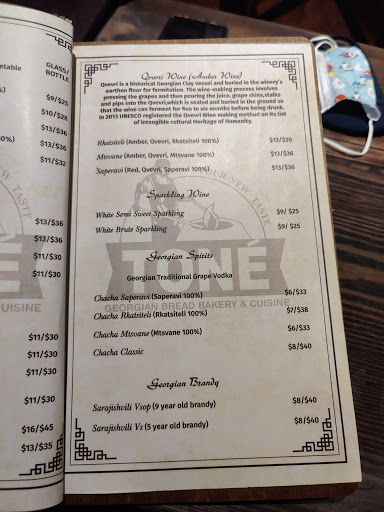 etable
GLASS/
BOTTLE
$9/$25
$10/$28
$13/$36
0%)
$13/$36
$11/$32
$13/$36
$13/$36
$11/$30
$11/$30
$11/$30
$11/$30
$11/$30
$11/$30
$16/$45
$13/$35
Qvevri Wine (Amber Wine)
Qvevri is a historical Georgian Clay vessel and buried in the winery's
earthen floor for fermitation. The wine-making process involves
pressing the grapes and then pouring the juice, grape skins,stalks
and pips into the Qvevri,which is sealed and buried in the ground so
that the wine can ferment for five to six months before being drunk.
In 2013 UNESCO registered the Qvevri Wine making method on its list
of intangible cultural Heritage of Humanity.
Rkatsiteli (Amber, Qvevri, Rkatsiteli 100%) $13/$36
Mtsvane (Amber, Qvevri, Mtsvane 100%) $13/$36
Saperavi (Red, Qvevri, Saperavi 100%) $13/$36
OUR NEW TASTE
Sparkling Wine
White Semi Sweet Sparkling $9/ $25
White Brute Sparkling $9/ $25
TONÉ
GEORGIAN BREAD BAKERY & CUISINE
Georgian Spirits
Georgian Traditional Grape Vodka
Chacha Saperavi (Saperavi 100%) $6/$33
Chacha Rkatsiteli (Rkatsiteli 100%) $7/$38
Chacha Mtsvane (Mtsvane 100%) $6/$33
Chacha Classic $8/$40
Georgian Brandy
Sarajishvili Vsop (9 year old brandy) $8/$40
Sarajishvili Vs (5 year old brandy) $8/$40